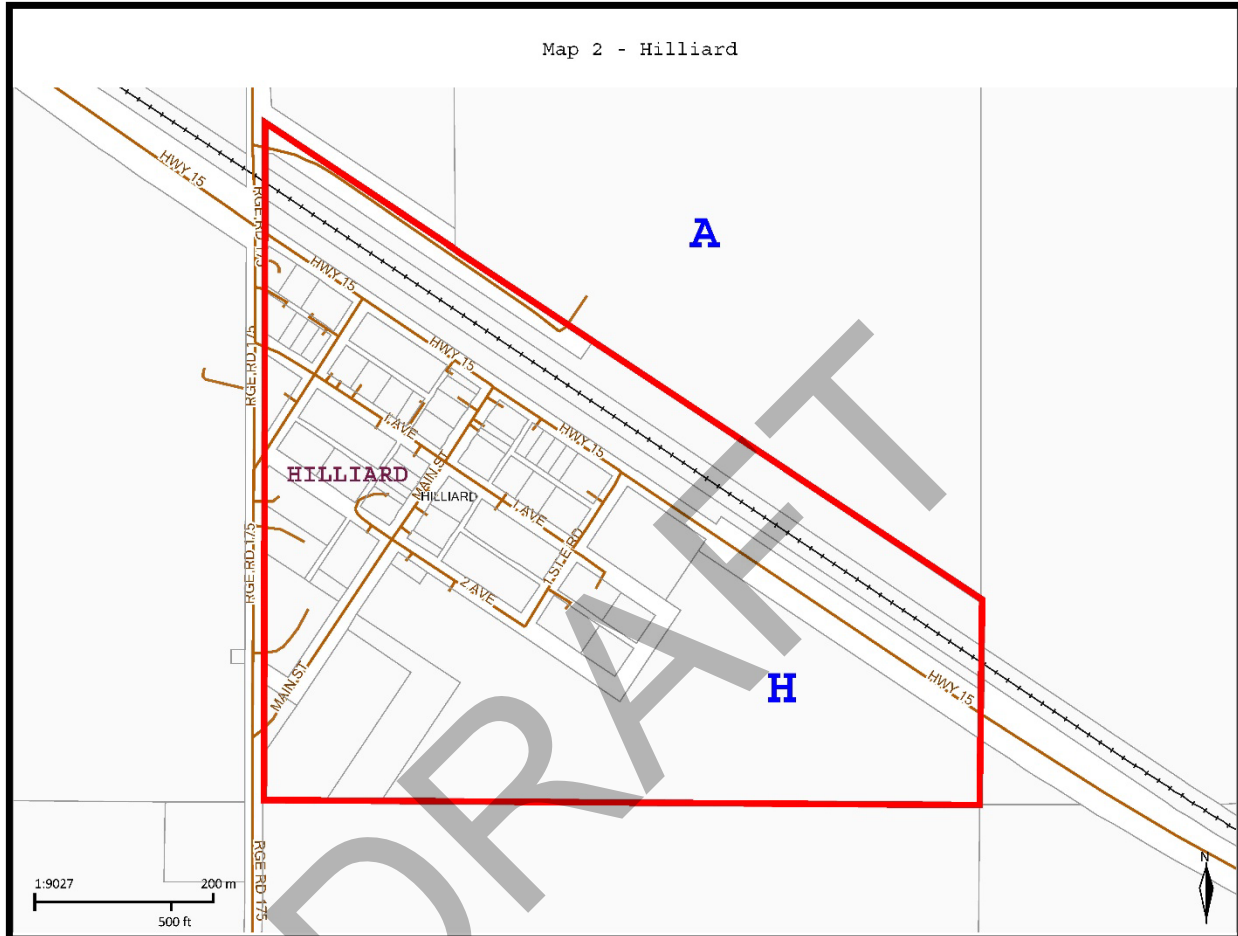 Map 2 - Hilliard
HWY 15
RGE RD 175
A
HWY 15
HWY 15
RGE RD 175
1 AVE
HWY 15
HILLIARD
MAIN ST
HILLIARD
1 AVE
RGE RD 175
1 ST E RD
2 AVE
MAIN ST
H
HWY 15
DRAFT
RGE RD 175
N
1:9027
200 m
500 ft